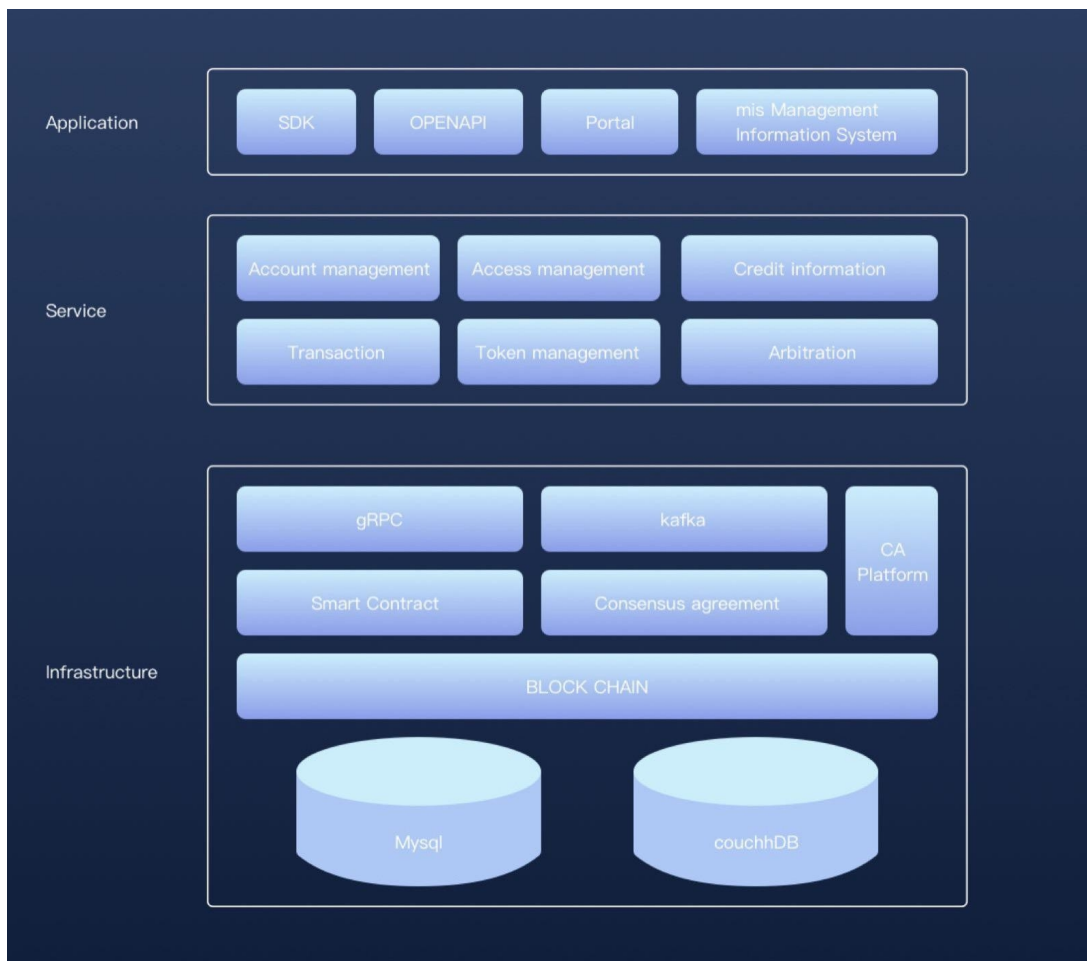 Application
SDK
OPENAPI
Portal
mis Management
Information System
Service
Account management
Access management
Credit information
Transaction
Token management
Arbitration
Infrastructure
gRPC
kafka
CA
Platform
Smart Contract
Consensus agreement
BLOCK CHAIN
Mysql
couchhDB